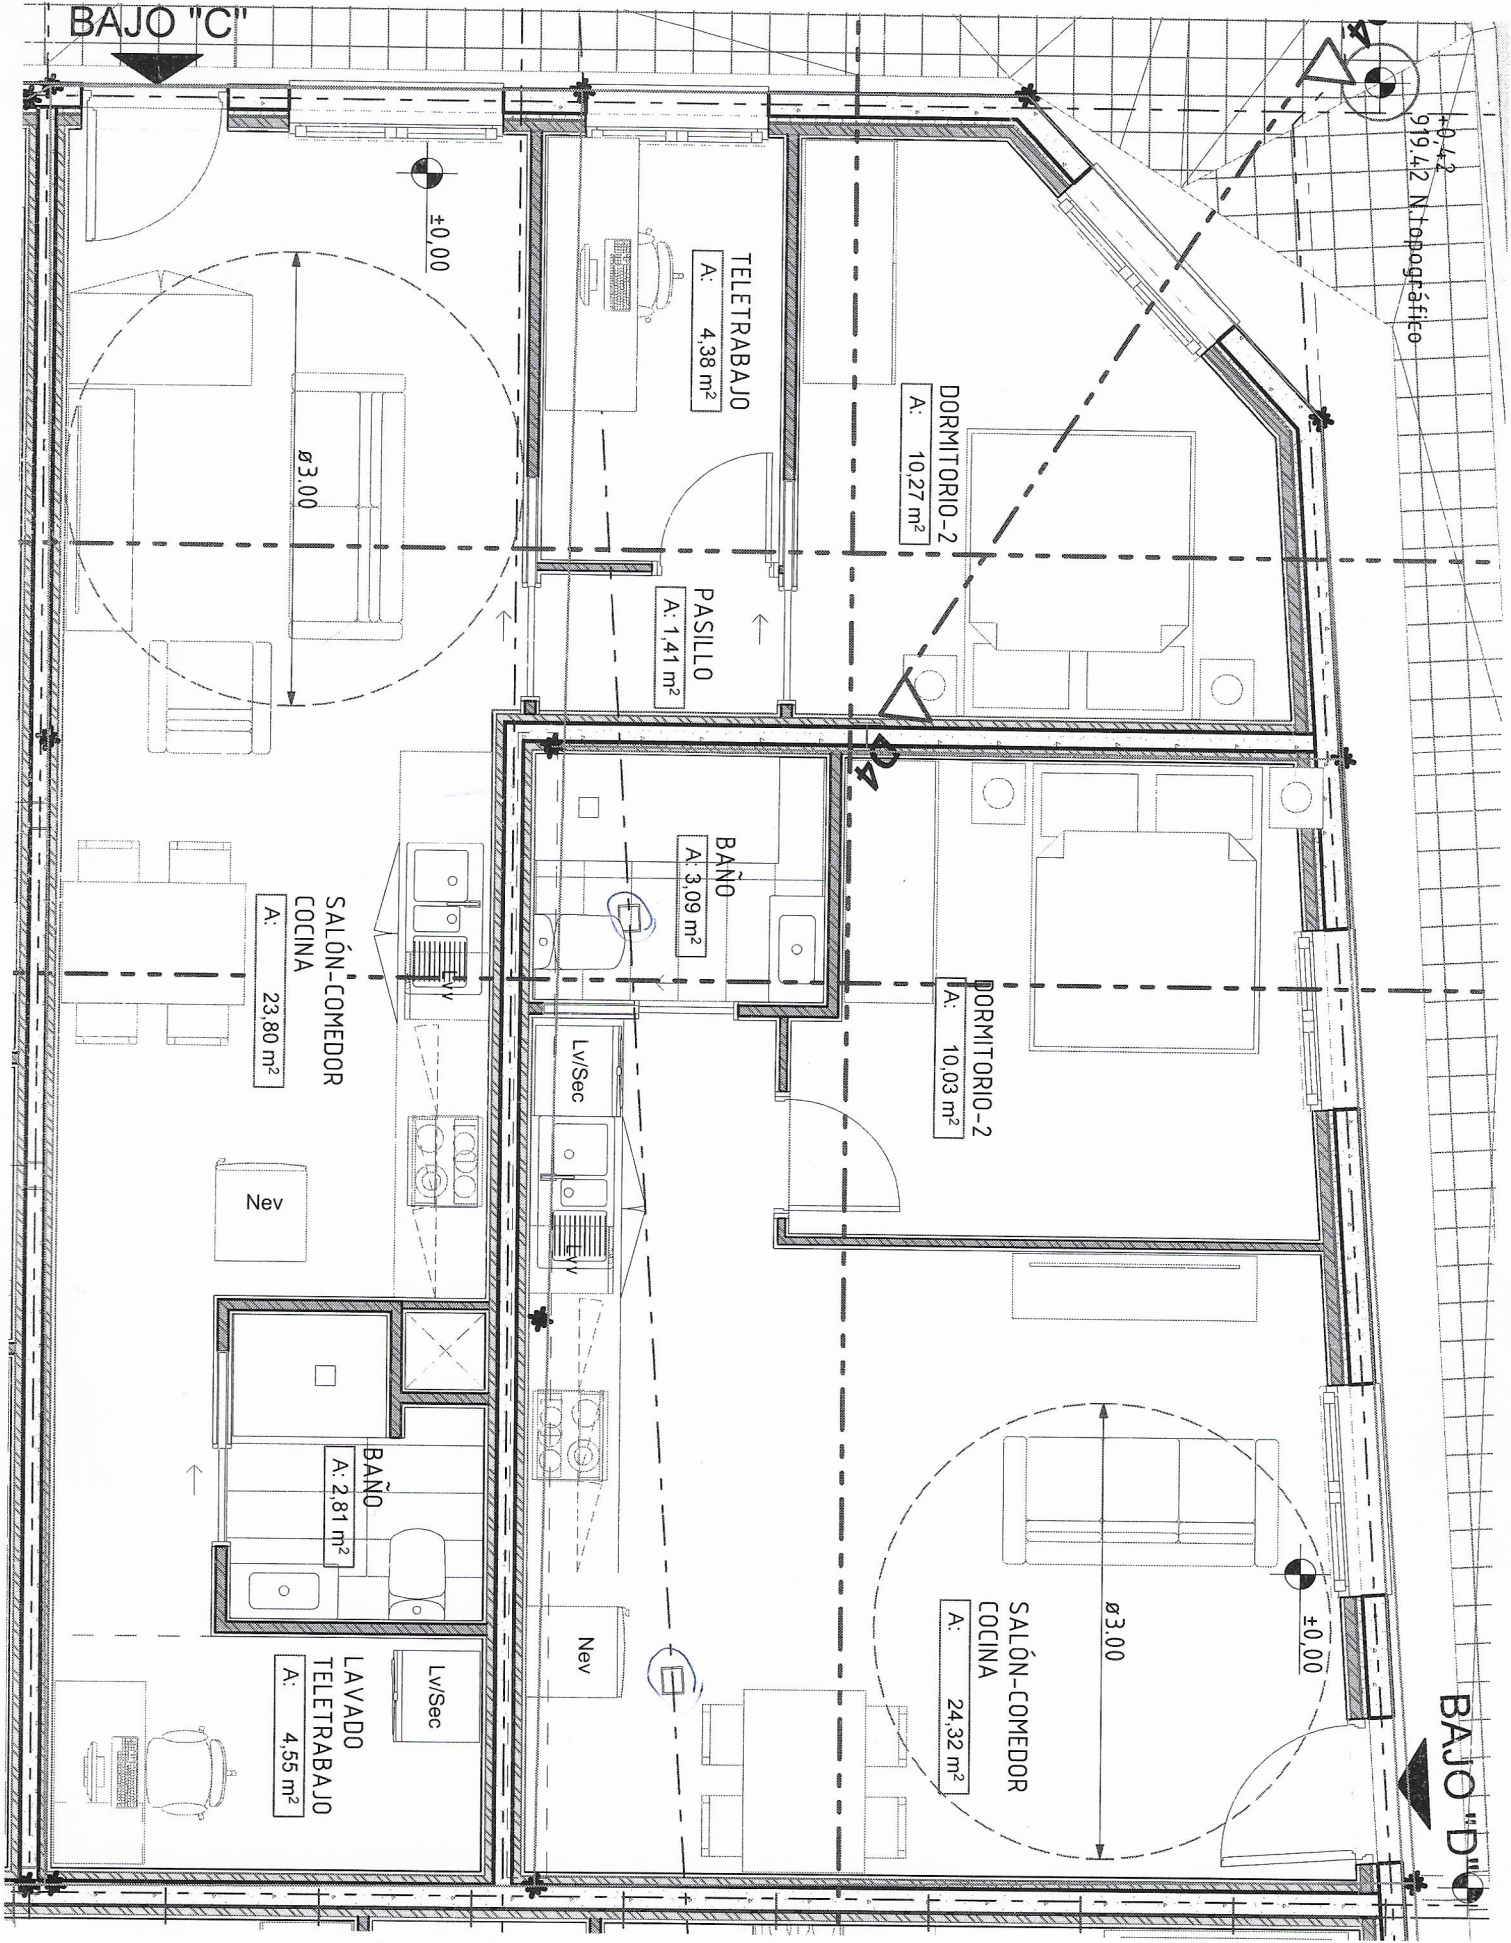 BAJO "C"
+0,42
919.42 N.topográfico
±0,00
TELETRABAJO
A: 4,38 m²
DORMITORIO-2
A: 10,27 m²
ø3.00
PASILLO
A: 1,41 m²
4
BAÑO
A: 3,09 m²
SALÓN-COMEDOR
COCINA
A: 23,80 m²
Lvv
DORMITORIO-2
A: 10,03 m²
Lv/Sec
Nev
Lvv
BAÑO
A: 2,81 m²
ø3.00
±0,00
SALÓN-COMEDOR
COCINA
A: 24,32 m²
Nev
LAVADO
TELETRABAJO
A: 4,55 m²
Lv/Sec
BAJO "D"